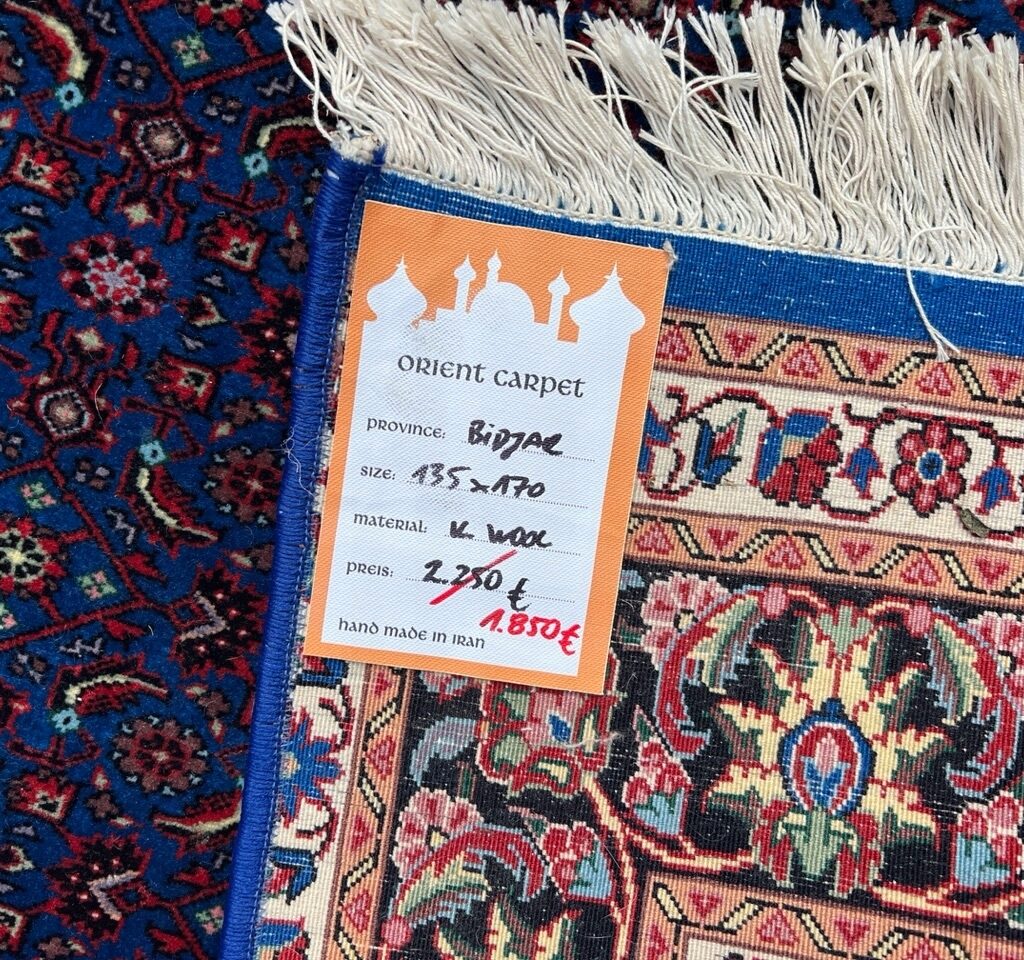 ORIENT CARPET
PROVINCE: BIDJAR
SIZE: 135 x 170
MATERIAL: K. WOOL
PREIS: 2.250 €
1.850 €
HAND MADE IN IRAN